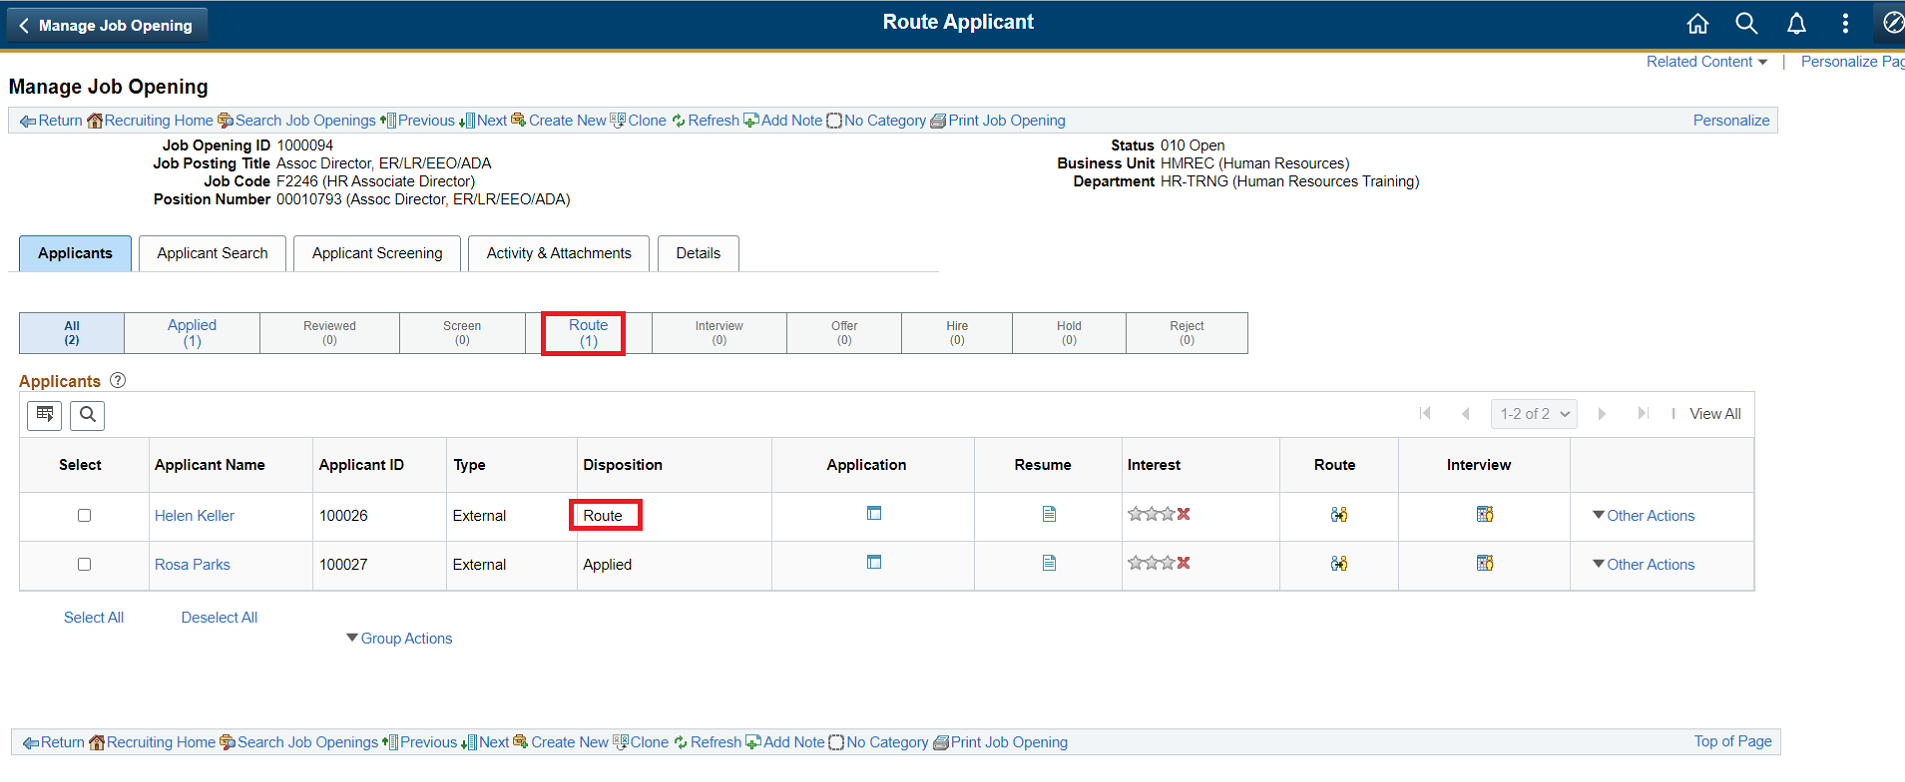 Manage Job Opening
Route Applicant
Related Content | Personalize Pag
Manage Job Opening
Return Recruiting Home Search Job Openings Previous Next Create New Clone Refresh Add Note No Category Print Job Opening Personalize
Job Opening ID 1000094
Status 010 Open
Job Posting Title Assoc Director, ER/LR/EEO/ADA
Business Unit HMREC (Human Resources)
Job Code F2246 (HR Associate Director)
Department HR-TRNG (Human Resources Training)
Position Number 00010793 (Assoc Director, ER/LR/EEO/ADA)
Applicants Applicant Search Applicant Screening Activity & Attachments Details
All Applied Reviewed Screen Route Interview Offer Hire Hold Reject
(2) (1) (0) (0) (1) (0) (0) (0) (0) (0)
Applicants ?
1-2 of 2 | View All
Select Applicant Name Applicant ID Type Disposition Application Resume Interest Route Interview
Helen Keller 100026 External Route Other Actions
Rosa Parks 100027 External Applied Other Actions
Select All Deselect All
Group Actions
Return Recruiting Home Search Job Openings Previous Next Create New Clone Refresh Add Note No Category Print Job Opening Top of Page